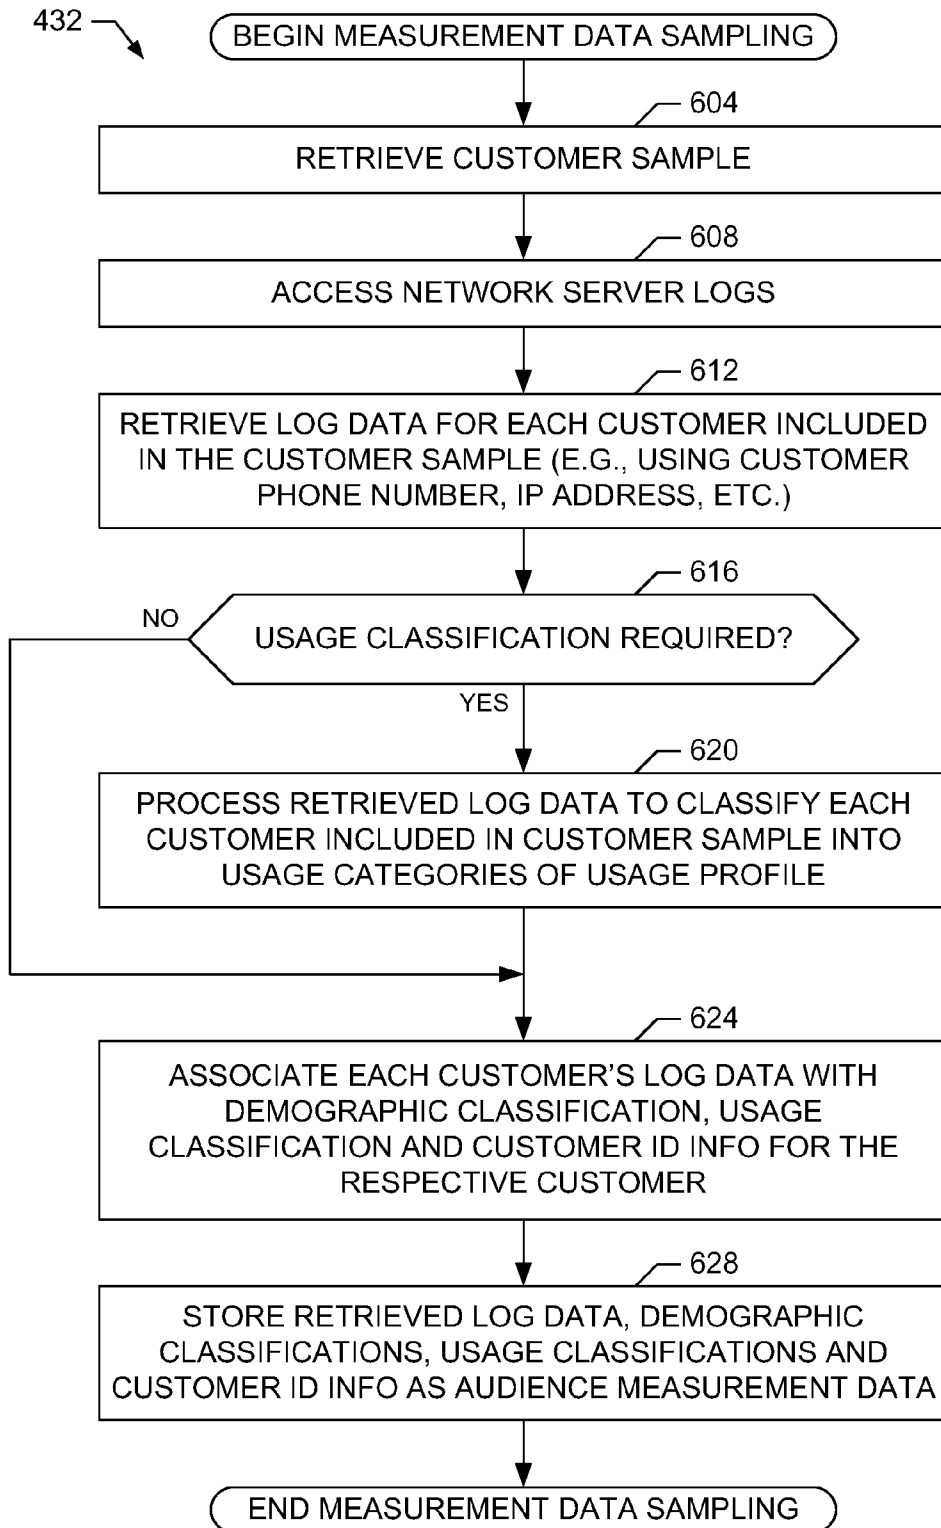 432
BEGIN MEASUREMENT DATA SAMPLING
604
RETRIEVE CUSTOMER SAMPLE
608
ACCESS NETWORK SERVER LOGS
612
RETRIEVE LOG DATA FOR EACH CUSTOMER INCLUDED
IN THE CUSTOMER SAMPLE (E.G., USING CUSTOMER
PHONE NUMBER, IP ADDRESS, ETC.)
616
NO
USAGE CLASSIFICATION REQUIRED?
YES
620
PROCESS RETRIEVED LOG DATA TO CLASSIFY EACH
CUSTOMER INCLUDED IN CUSTOMER SAMPLE INTO
USAGE CATEGORIES OF USAGE PROFILE
624
ASSOCIATE EACH CUSTOMER’S LOG DATA WITH
DEMOGRAPHIC CLASSIFICATION, USAGE
CLASSIFICATION AND CUSTOMER ID INFO FOR THE
RESPECTIVE CUSTOMER
628
STORE RETRIEVED LOG DATA, DEMOGRAPHIC
CLASSIFICATIONS, USAGE CLASSIFICATIONS AND
CUSTOMER ID INFO AS AUDIENCE MEASUREMENT DATA
END MEASUREMENT DATA SAMPLING